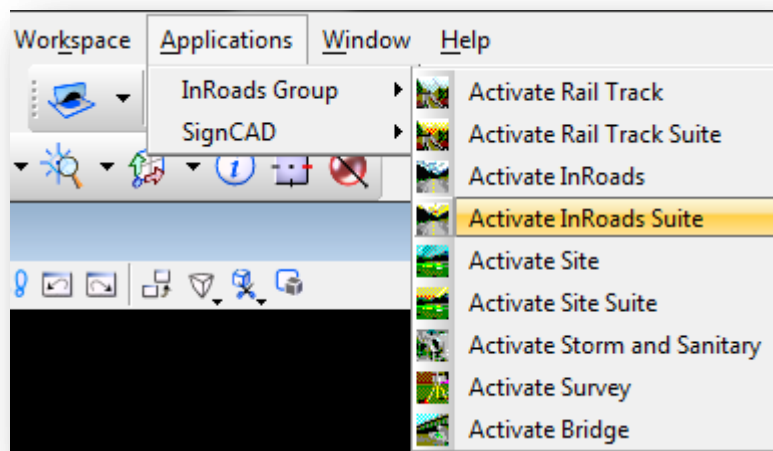 Workspace Applications Window Help
InRoads Group
SignCAD
Activate Rail Track
Activate Rail Track Suite
Activate InRoads
Activate InRoads Suite
Activate Site
Activate Site Suite
Activate Storm and Sanitary
Activate Survey
Activate Bridge